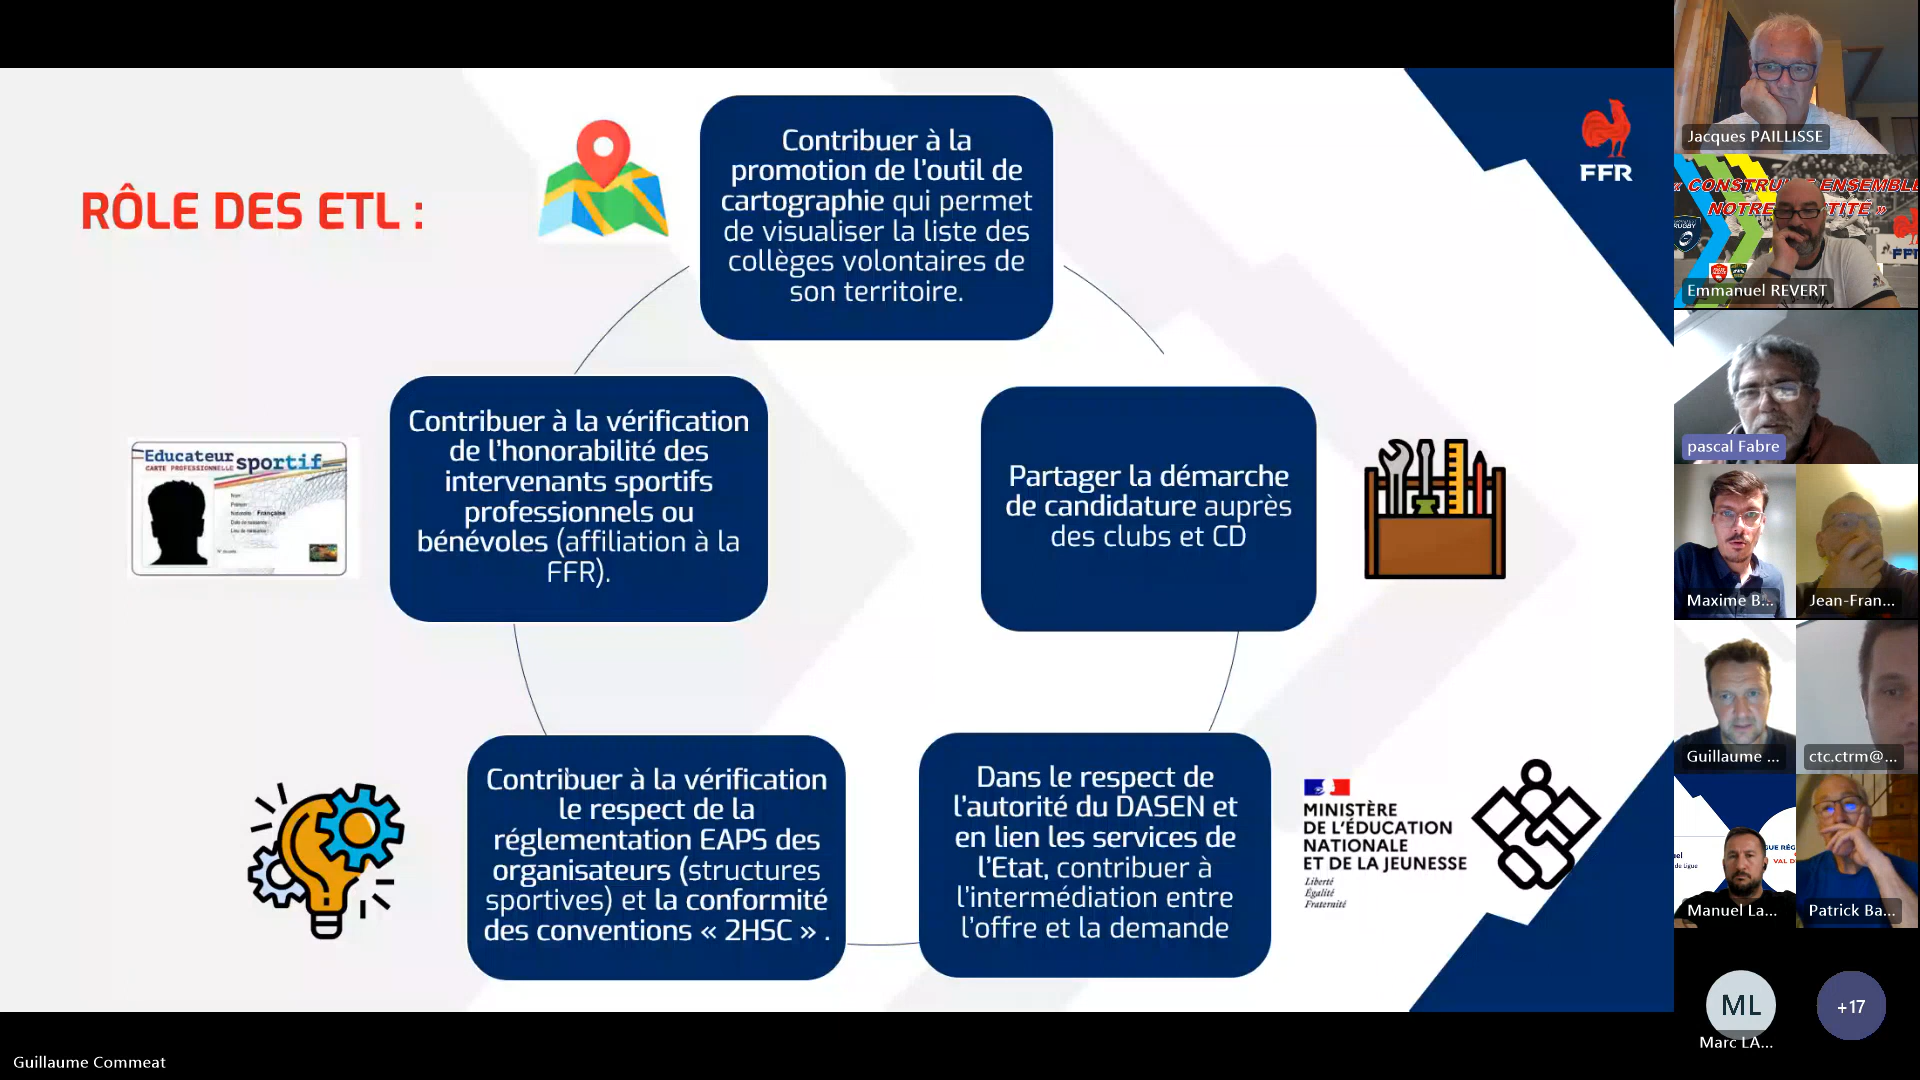 RÔLE DES ETL :
Contribuer à la
promotion de l'outil de
cartographie qui permet
de visualiser la liste des
collèges volontaires de
son territoire.
FFR
Contribuer à la vérification
de l'honorabilité des
intervenants sportifs
professionnels ou
bénévoles (affiliation à la
FFR).
Partager la démarche
de candidature auprès
des clubs et CD
Educateur
sportif
CARTE PROFESSIONNELLE
Française
Contribuer à la vérification
le respect de la
réglementation EAPS des
organisateurs (structures
sportives) et la conformité
des conventions « 2HSC » .
Dans le respect de
l'autorité du DASEN et
en lien les services de
l'Etat, contribuer à
l'intermédiation entre
l'offre et la demande
MINISTÈRE
DE L'ÉDUCATION
NATIONALE
ET DE LA JEUNESSE
Liberté
Égalité
Fraternité
Guillaume Commeat
Jacques PAILLISSE
Emmanuel REVERT
pascal Fabre
Maxime B...
Jean-Fran...
Guillaume ...
ctc.ctrm@...
Manuel La...
Patrick Ba...
ML
Marc LA...
+17